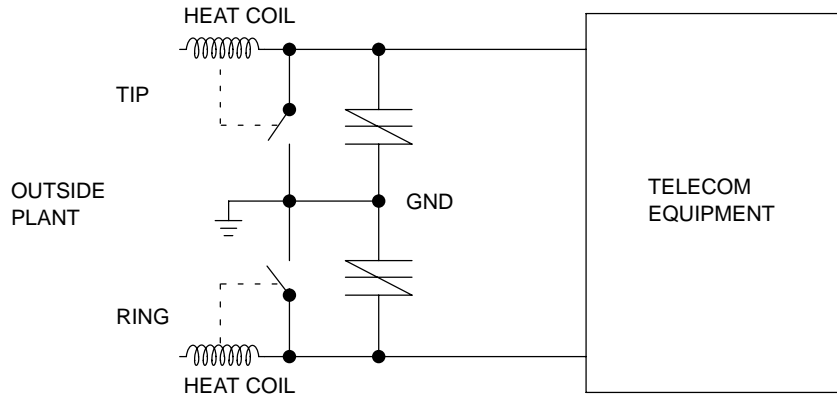 HEAT COIL
TIP
OUTSIDE
PLANT
GND
TELECOM
EQUIPMENT
RING
HEAT COIL